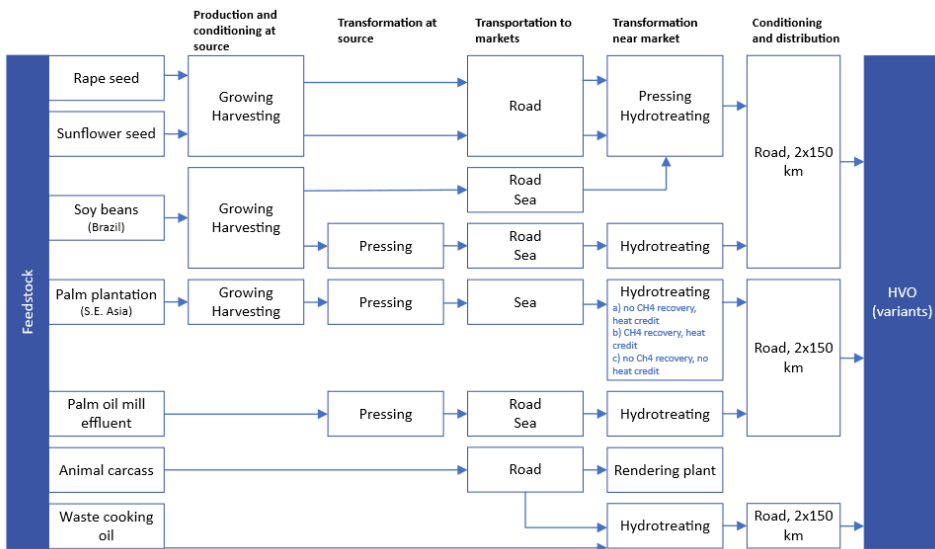 Production and
conditioning at
source
Transformation at
source
Transportation to
markets
Transformation
near market
Conditioning
and distribution
Feedstock
Rape seed
Sunflower seed
Growing
Harvesting
Road
Pressing
Hydrotreating
Road, 2x150
km
Soy beans
(Brazil)
Growing
Harvesting
Road
Sea
Pressing
Road
Sea
Hydrotreating
Palm plantation
(S.E. Asia)
Growing
Harvesting
Pressing
Sea
Hydrotreating
a) no CH4 recovery,
heat credit
b) CH4 recovery, heat
credit
c) no Ch4 recovery, no
heat credit
Road, 2x150
km
HVO
(variants)
Palm oil mill
effluent
Pressing
Road
Sea
Hydrotreating
Animal carcass
Road
Rendering plant
Waste cooking
oil
Hydrotreating
Road, 2x150
km